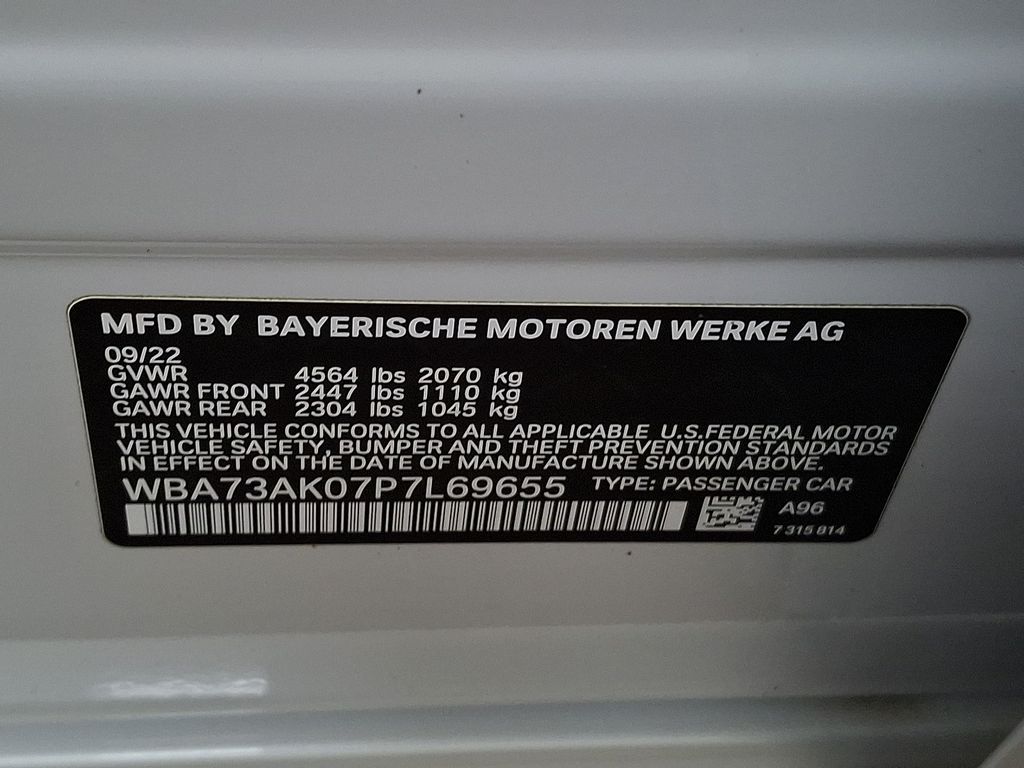 MFD BY BAYERISCHE MOTOREN WERKE AG
09/22
GVWR 4564 lbs 2070 kg
GAWR FRONT 2447 lbs 1110 kg
GAWR REAR 2304 lbs 1045 kg
THIS VEHICLE CONFORMS TO ALL APPLICABLE U.S.FEDERAL MOTOR
VEHICLE SAFETY, BUMPER AND THEFT PREVENTION STANDARDS
IN EFFECT ON THE DATE OF MANUFACTURE SHOWN ABOVE.
WBA73AK07P7L69655 TYPE: PASSENGER CAR
A96
7 315 814